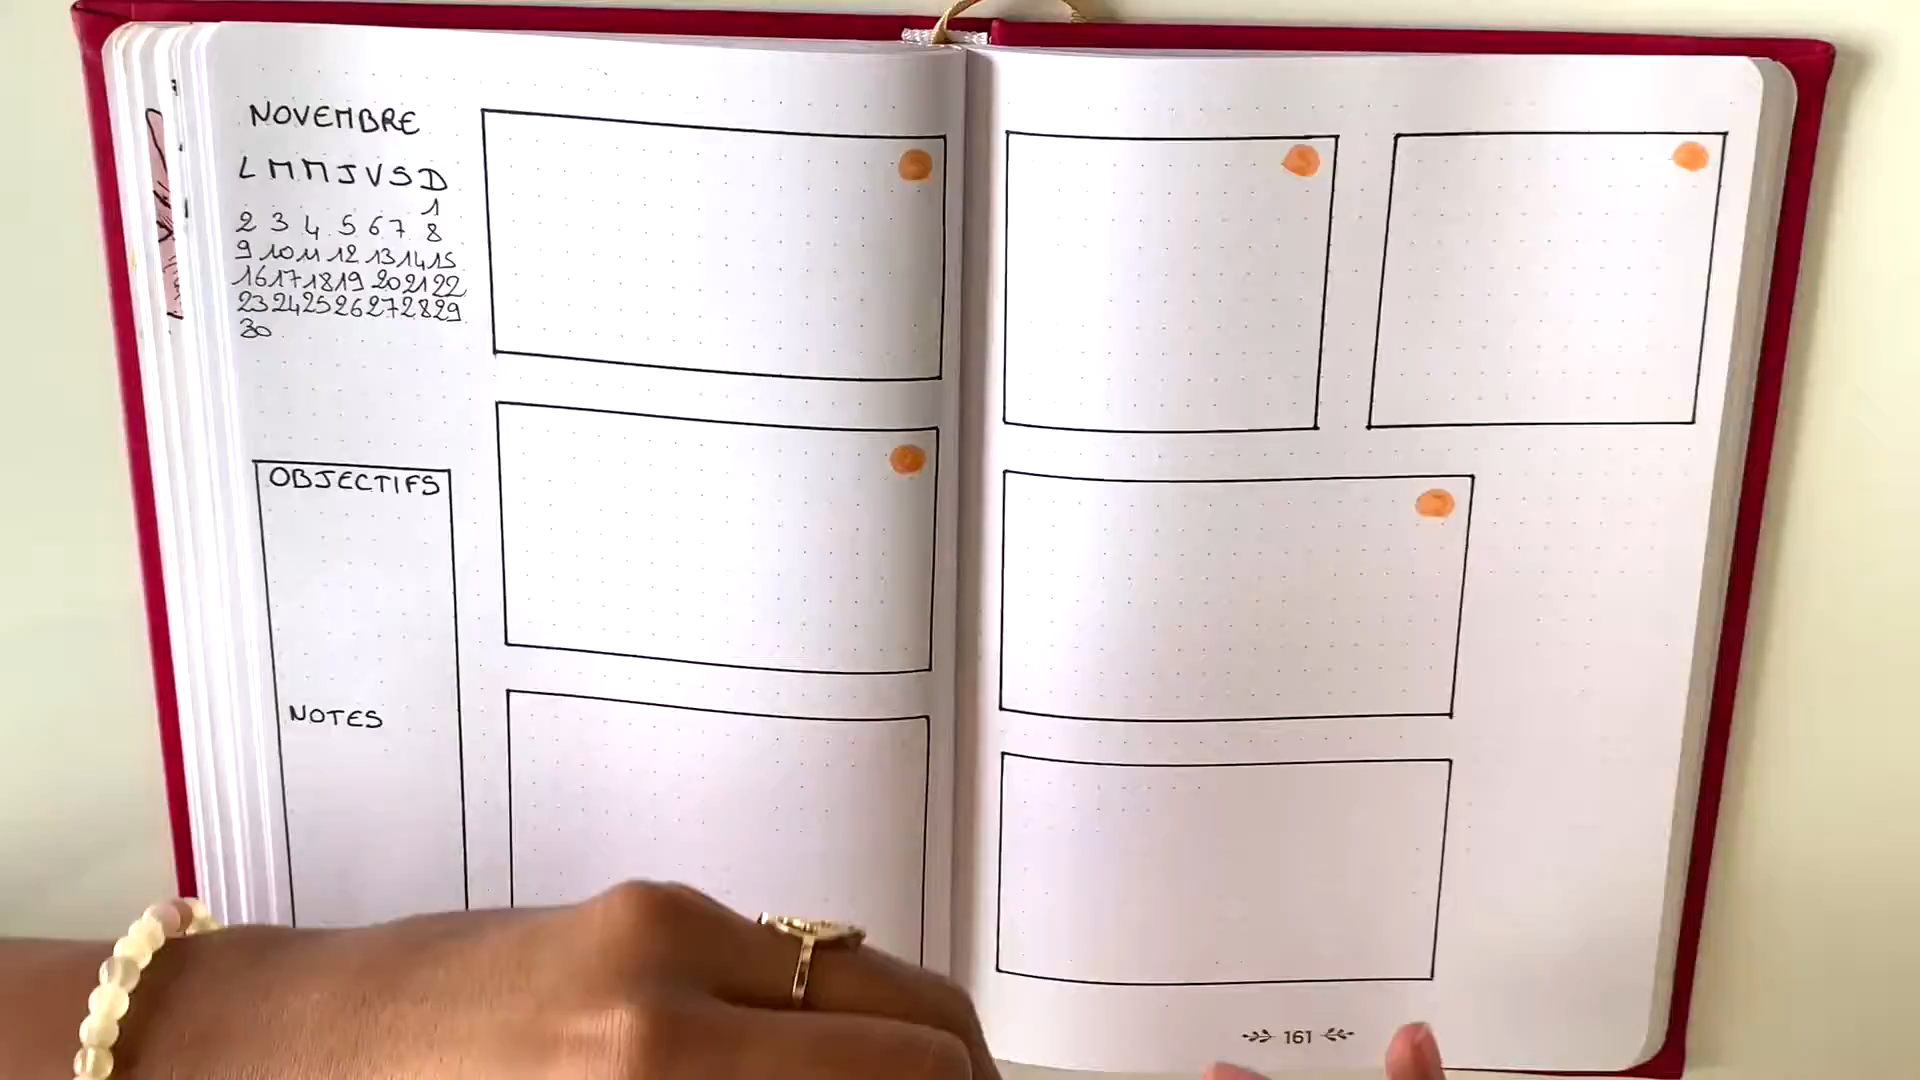 NOVEMBRE
L M M J V S D
1
2 3 4 5 6 7 8
9 10 11 12 13 14 15
16 17 18 19 20 21 22
23 24 25 26 27 28 29
30
OBJECTIFS
NOTES
161